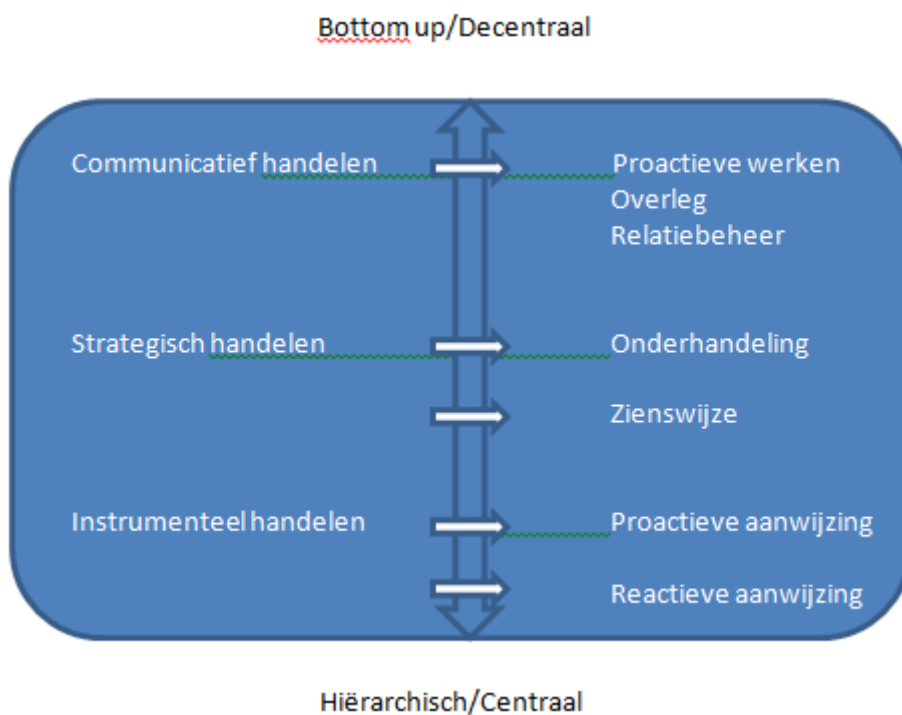 Bottom up/Decentraal
Communicatief handelen
Proactieve werken
Overleg
Relatiebeheer
Strategisch handelen
Onderhandeling
Zienswijze
Instrumenteel handelen
Proactieve aanwijzing
Reactieve aanwijzing
Hiërarchisch/Centraal